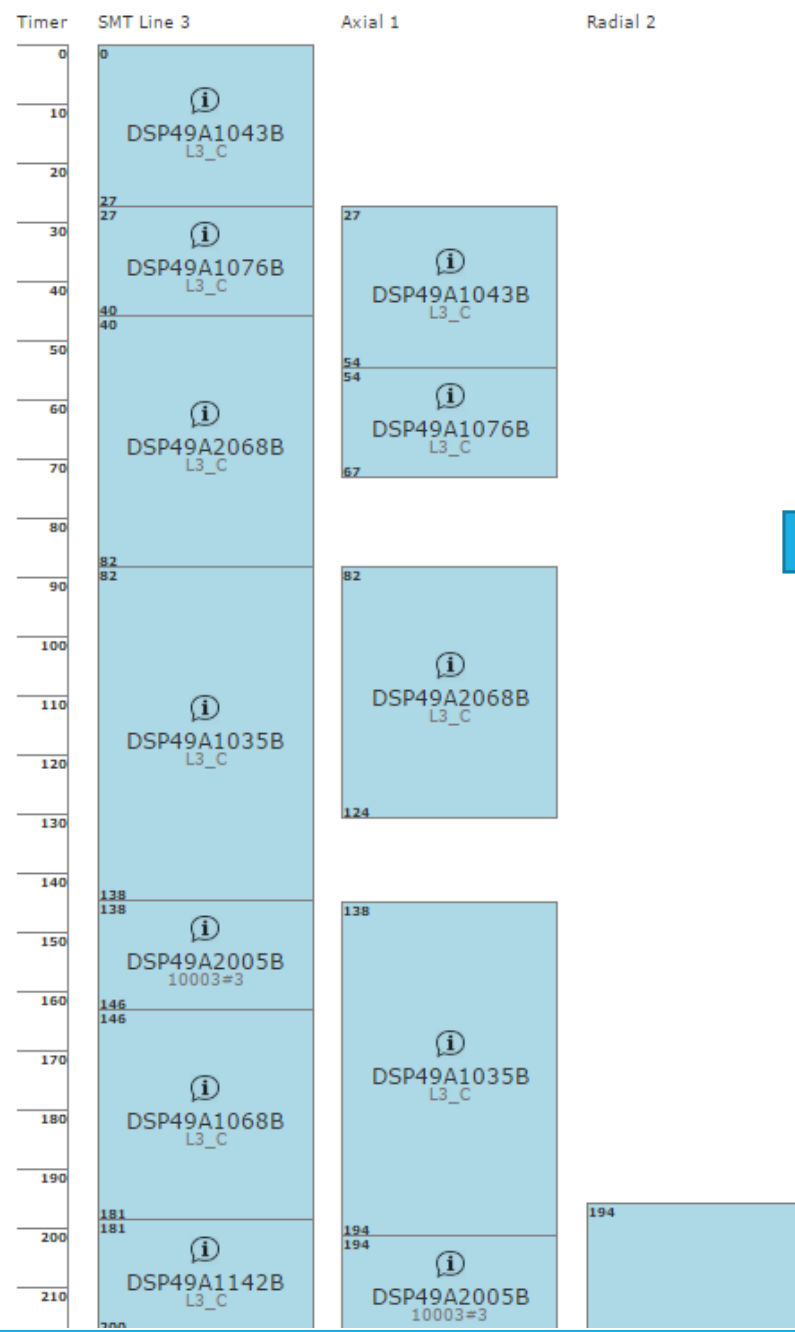 Timer SMT Line 3 Axial 1 Radial 2
0
10
20
30
40
50
60
70
80
90
100
110
120
130
140
150
160
170
180
190
200
210
0
DSP49A1043B
L3_C
27
27
DSP49A1076B
L3_C
40
40
DSP49A2068B
L3_C
82
82
DSP49A1035B
L3_C
138
138
DSP49A2005B
10003#3
146
146
DSP49A1068B
L3_C
181
181
DSP49A1142B
L3_C
200
27
DSP49A1043B
L3_C
54
54
DSP49A1076B
L3_C
67
82
DSP49A2068B
L3_C
124
138
DSP49A1035B
L3_C
194
194
DSP49A2005B
10003#3
194